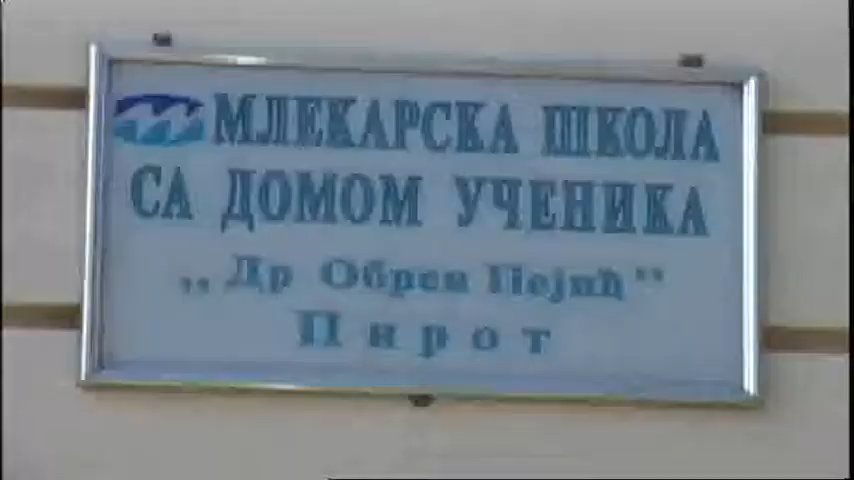 МЛЕКАРСКА ШКОЛА
СА ДОМОМ УЧЕНИКА
,, Др Обрен Пејић ”
Пирот